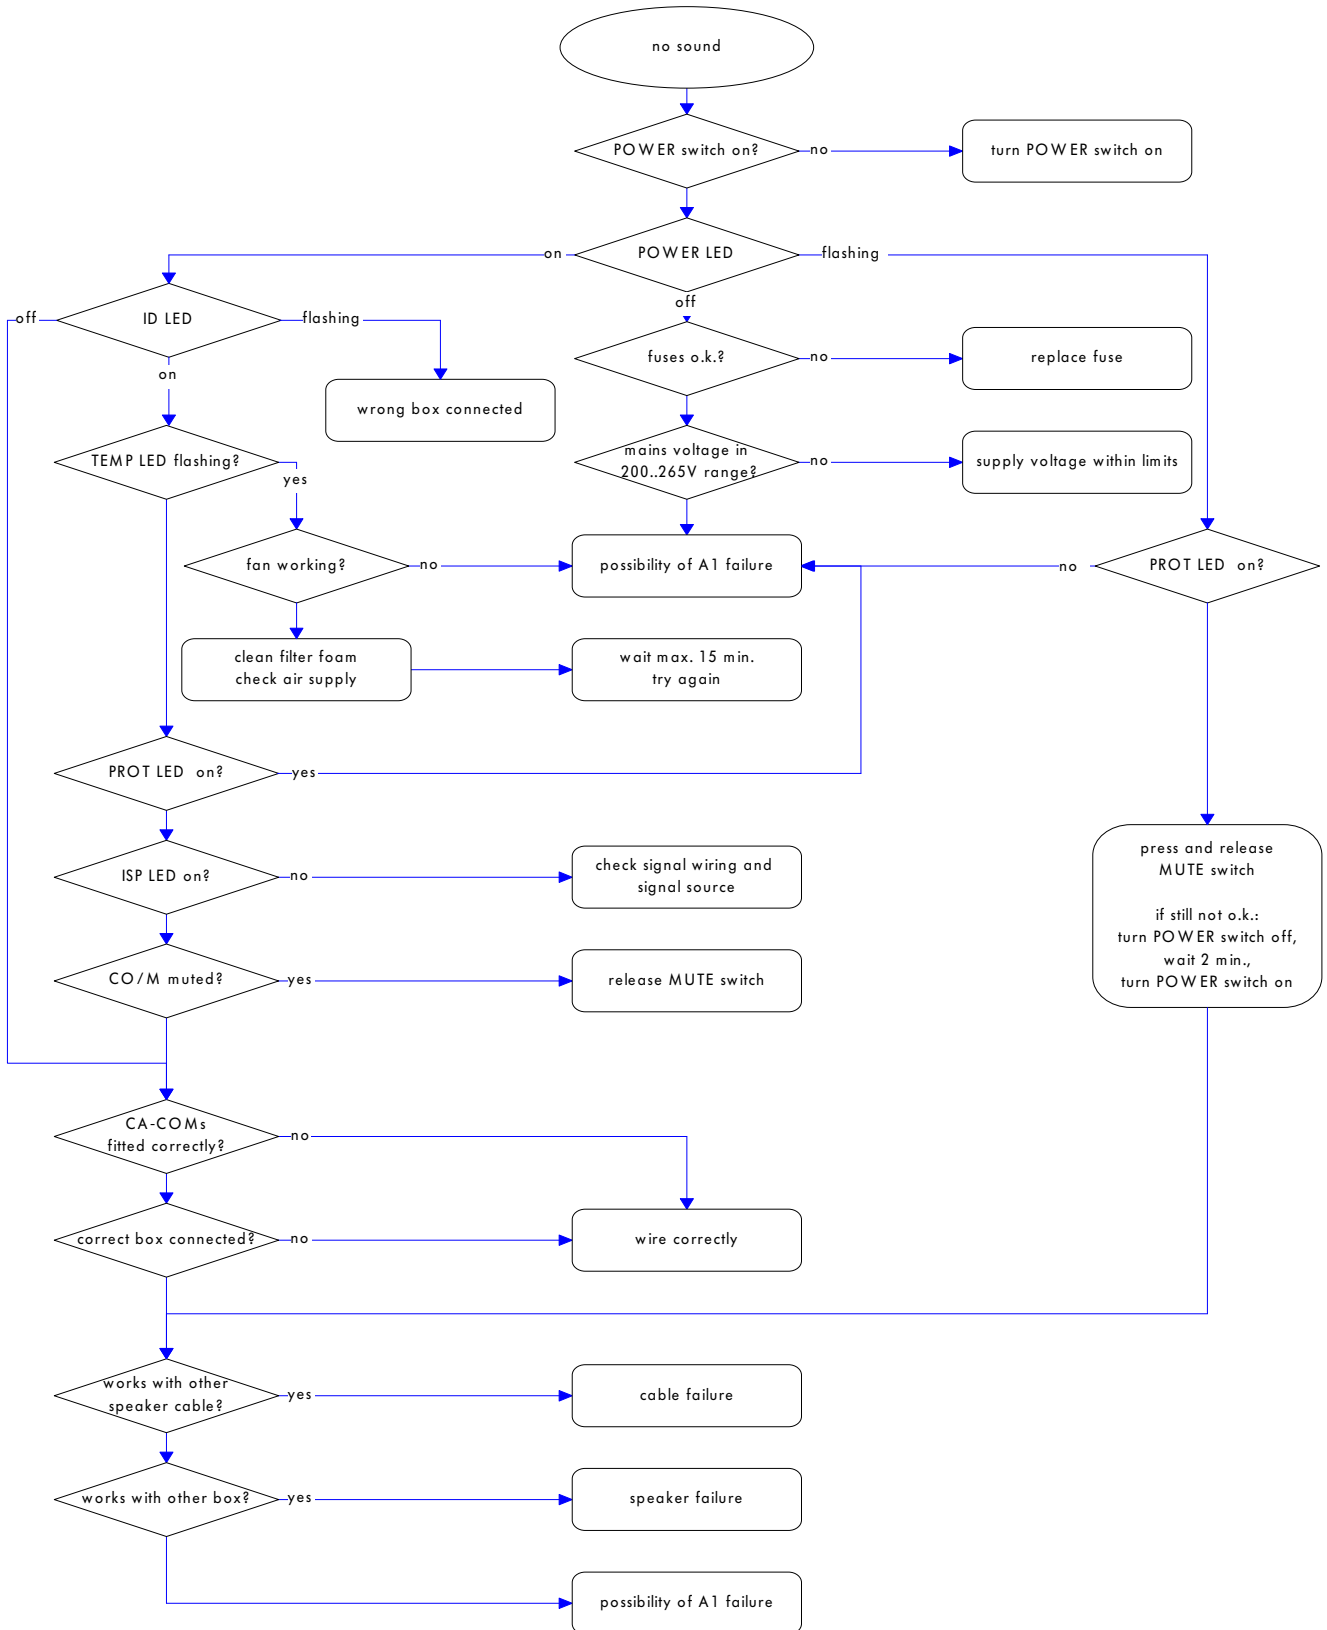 no sound
POWER switch on?
no
turn POWER switch on
on
POWER LED
flashing
off
off
ID LED
flashing
fuses o.k.?
no
replace fuse
on
wrong box connected
TEMP LED flashing?
yes
mains voltage in
200..265V range?
no
supply voltage within limits
fan working?
no
possibility of A1 failure
no
PROT LED on?
clean filter foam
check air supply
wait max. 15 min.
try again
PROT LED on?
yes
ISP LED on?
no
check signal wiring and
signal source
press and release
MUTE switch
if still not o.k.:
turn POWER switch off,
wait 2 min.,
turn POWER switch on
CO/M muted?
yes
release MUTE switch
CA-COMs
fitted correctly?
no
correct box connected?
no
wire correctly
works with other
speaker cable?
yes
cable failure
works with other box?
yes
speaker failure
possibility of A1 failure